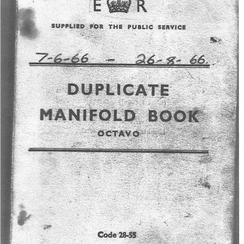 E R
SUPPLIED FOR THE PUBLIC SERVICE
7-6-66 - 26-8-66.
DUPLICATE
MANIFOLD BOOK
OCTAVO
Code 28-55